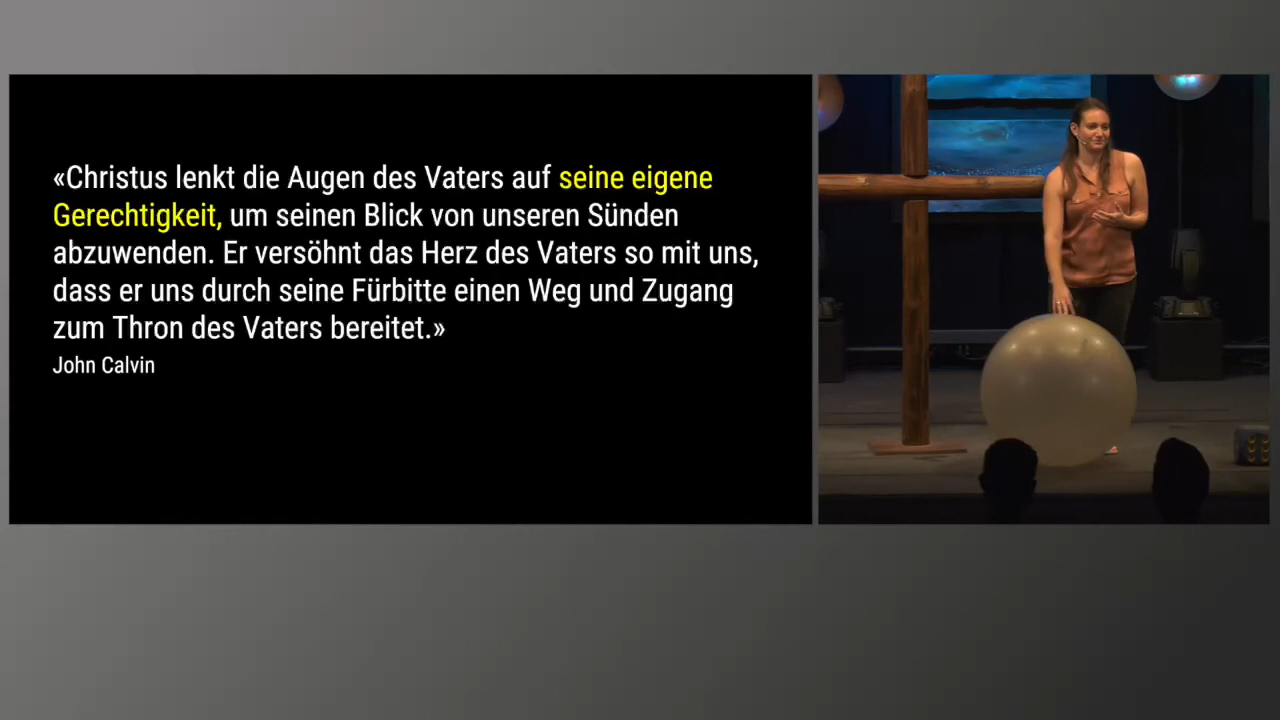 «Christus lenkt die Augen des Vaters auf seine eigene
Gerechtigkeit, um seinen Blick von unseren Sünden
abzuwenden. Er versöhnt das Herz des Vaters so mit uns,
dass er uns durch seine Fürbitte einen Weg und Zugang
zum Thron des Vaters bereitet.»
John Calvin